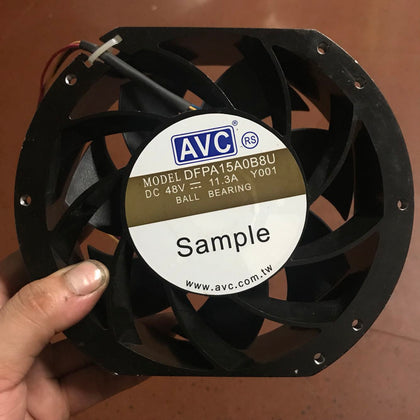 AVC ® RS
MODEL DFPA15A0B8U
DC 48V ⎓ 11.3A Y001
BALL BEARING
Sample
www.avc.com.tw